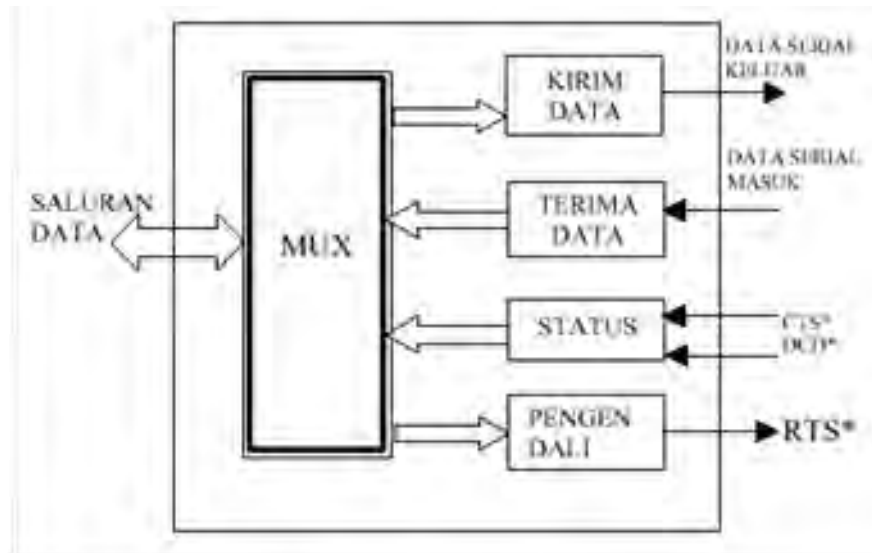 SALURAN
DATA
MUX
KIRIM
DATA
TERIMA
DATA
STATUS
PENGEN
DALI
DATA SERIAL
KELUAR
DATA SERIAL
MASUK
CTS*
DCD*
RTS*